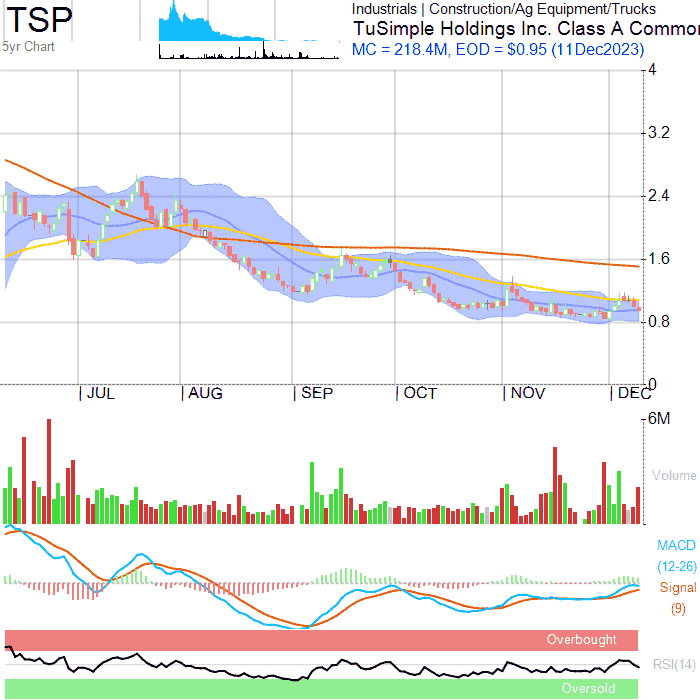 TSP
5yr Chart
Industrials | Construction/Ag Equipment/Trucks
TuSimple Holdings Inc. Class A Commo
MC = 218.4M, EOD = $0.95 (11Dec2023)
4
3.2
2.4
1.6
0.8
0
JUL AUG SEP OCT NOV DEC
6M
Volume
MACD
(12-26)
Signal
(9)
Overbought
RSI(14)
Oversold